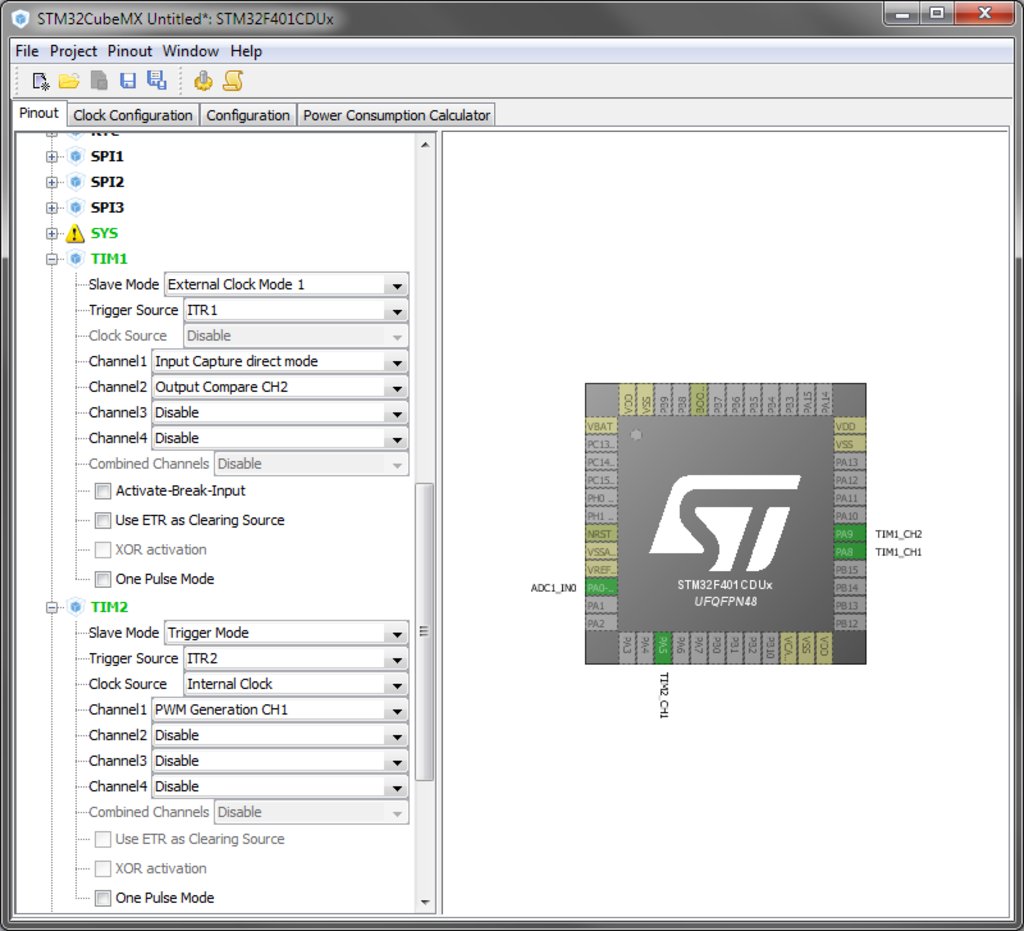 STM32CubeMX Untitled*: STM32F401CDUx
File Project Pinout Window Help
Pinout Clock Configuration Configuration Power Consumption Calculator
RTC
SPI1
SPI2
SPI3
SYS
TIM1
Slave Mode External Clock Mode 1
Trigger Source ITR1
Clock Source Disable
Channel1 Input Capture direct mode
Channel2 Output Compare CH2
Channel3 Disable
Channel4 Disable
Combined Channels Disable
Activate-Break-Input
Use ETR as Clearing Source
XOR activation
One Pulse Mode
TIM2
Slave Mode Trigger Mode
Trigger Source ITR2
Clock Source Internal Clock
Channel1 PWM Generation CH1
Channel2 Disable
Channel3 Disable
Channel4 Disable
Combined Channels Disable
Use ETR as Clearing Source
XOR activation
One Pulse Mode
VSS PB9 PB8 PB7 PB6 PB5 PB4 PB3 PA15 PA14
VBAT
PC13...
PC14...
PC15...
PH0 ...
PH1 ...
NRST
VSSA...
VREF...
ADC1_IN0 PA0-...
PA1
PA2
ST
STM32F401CDUx
UFQFPN48
VDD
VSS
PA13
PA12
PA11
PA10
PA9 TIM1_CH2
PA8 TIM1_CH1
PB15
PB14
PB13
PB12
PA3 PA4 PA5 PA6 PA7 PB0 PB1 PB2 PB10 VCA... VSS VDD
TIM2_CH1